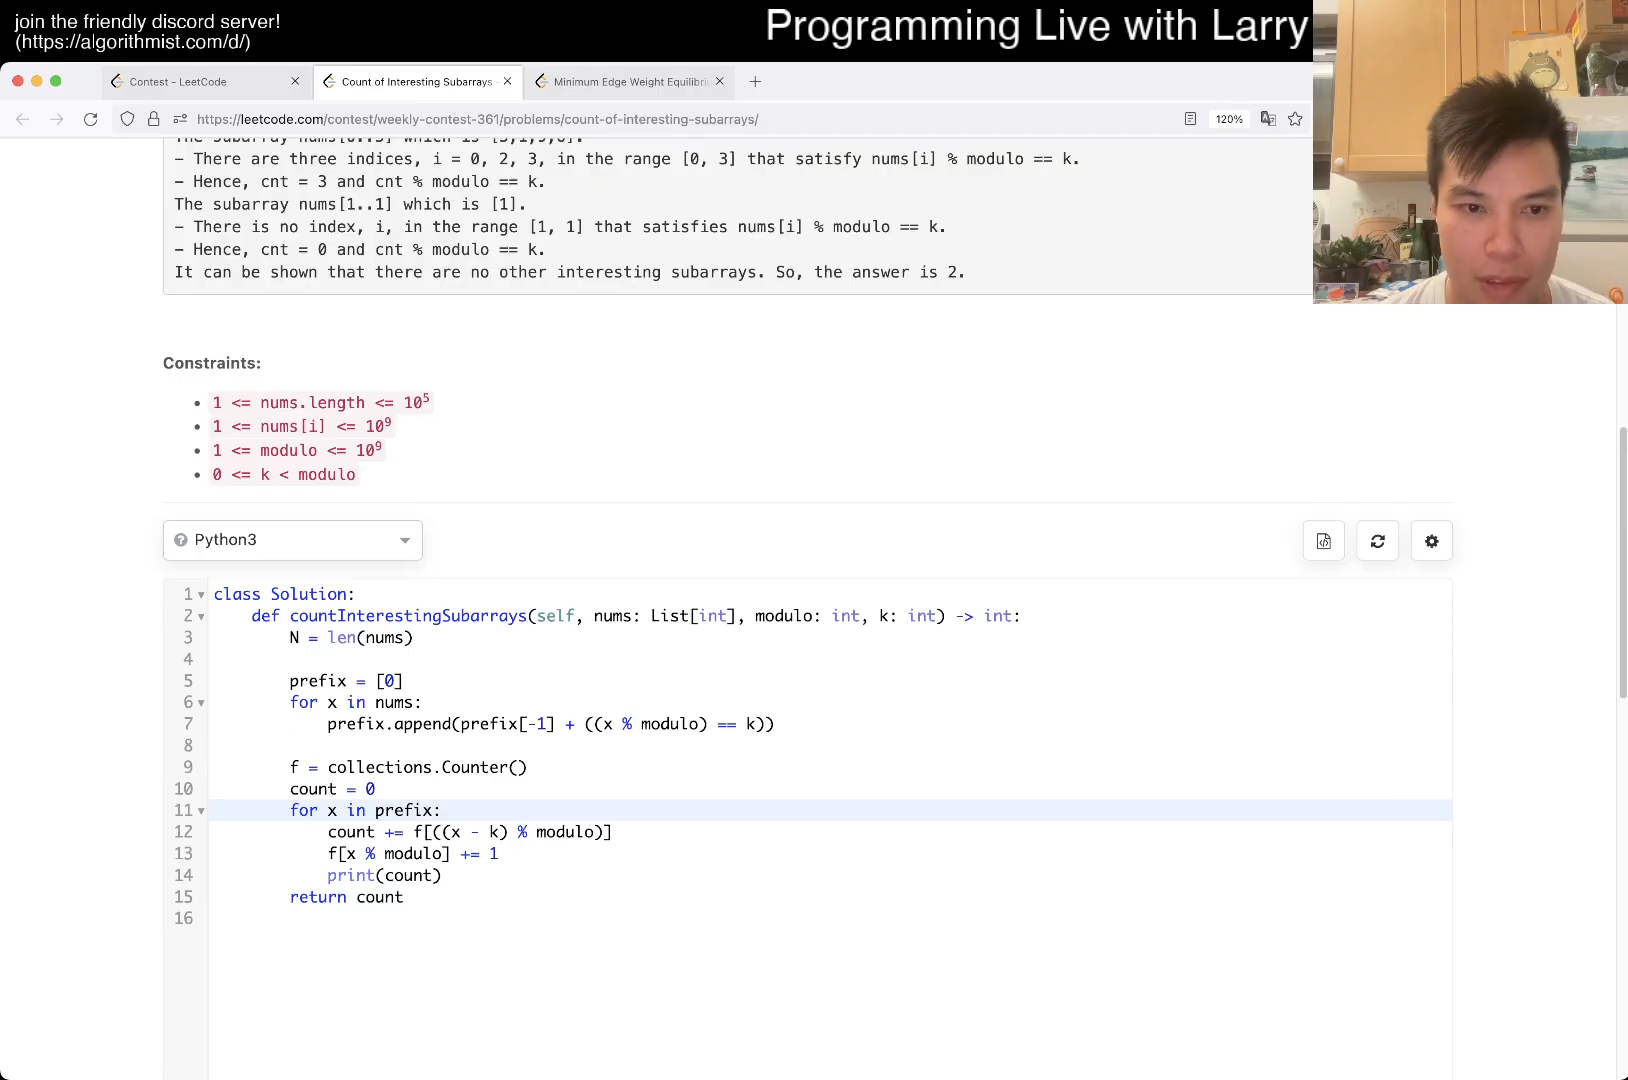 join the friendly discord server!
(https://algorithmist.com/d/)
Programming Live with Larry
Contest - LeetCode
Count of Interesting Subarrays -
Minimum Edge Weight Equilibri
https://leetcode.com/contest/weekly-contest-361/problems/count-of-interesting-subarrays/
120%
- There are three indices, i = 0, 2, 3, in the range [0, 3] that satisfy nums[i] % modulo == k.
- Hence, cnt = 3 and cnt % modulo == k.
The subarray nums[1..1] which is [1].
- There is no index, i, in the range [1, 1] that satisfies nums[i] % modulo == k.
- Hence, cnt = 0 and cnt % modulo == k.
It can be shown that there are no other interesting subarrays. So, the answer is 2.
Constraints:
• 1 <= nums.length <= 10⁵
• 1 <= nums[i] <= 10⁹
• 1 <= modulo <= 10⁹
• 0 <= k < modulo
Python3
1 class Solution:
2 def countInterestingSubarrays(self, nums: List[int], modulo: int, k: int) -> int:
3 N = len(nums)
4
5 prefix = [0]
6 for x in nums:
7 prefix.append(prefix[-1] + ((x % modulo) == k))
8
9 f = collections.Counter()
10 count = 0
11 for x in prefix:
12 count += f[((x - k) % modulo)]
13 f[x % modulo] += 1
14 print(count)
15 return count
16